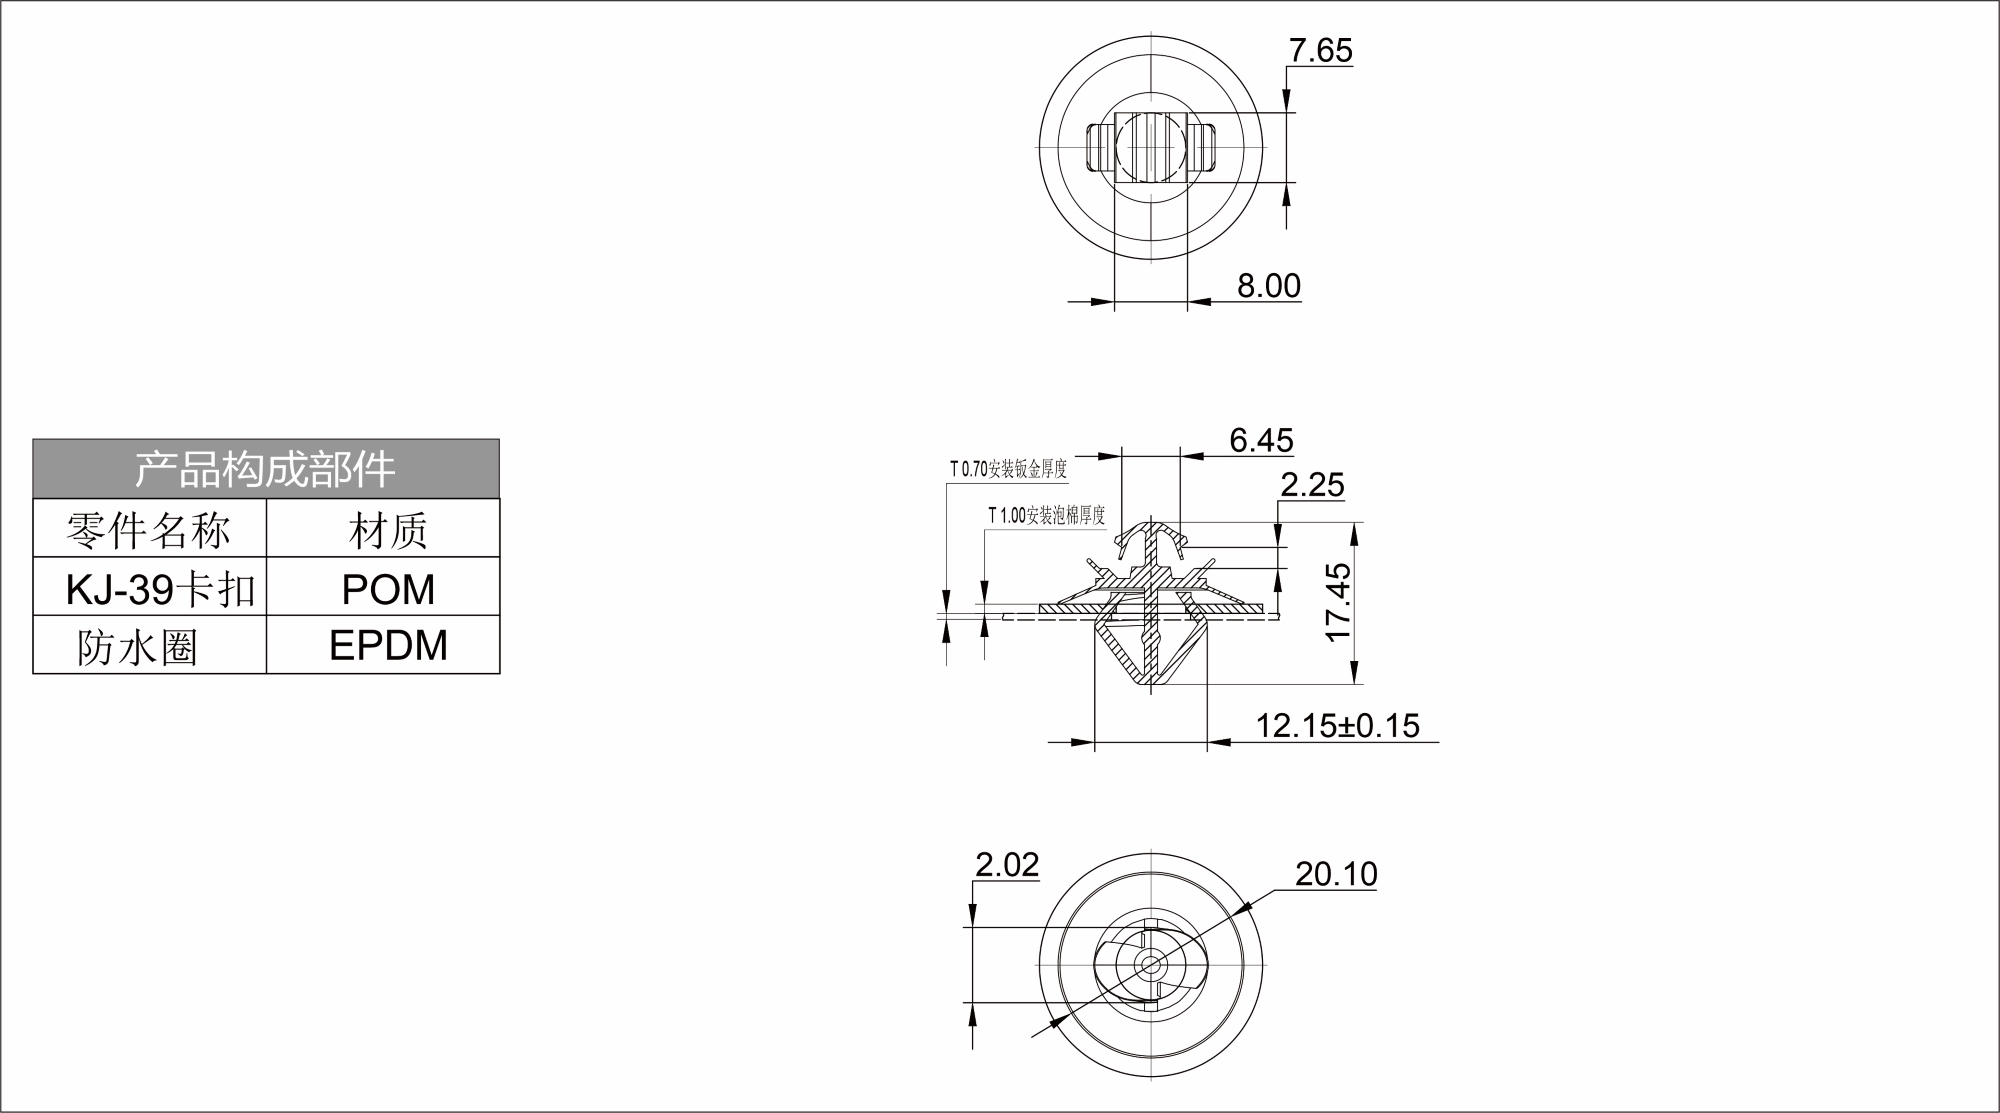 7.65
8.00
产品构成部件
零件名称 材质
KJ-39卡扣 POM
防水圈 EPDM
6.45
T 0.70安装钣金厚度
2.25
T 1.00安装泡棉厚度
17.45
12.15±0.15
2.02
20.10